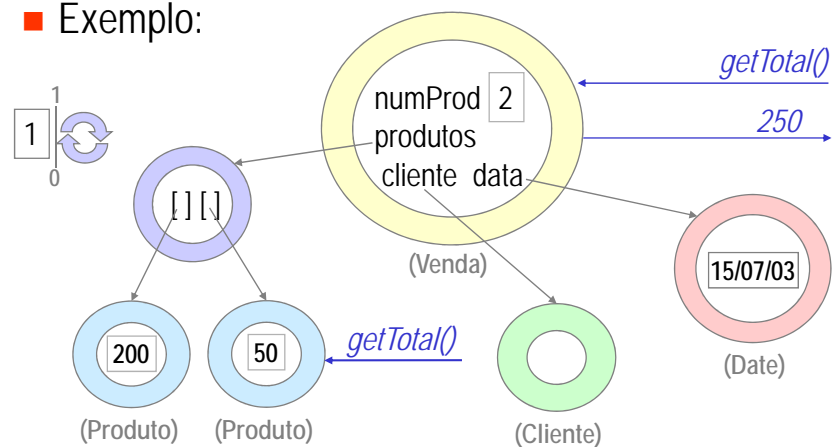 Exemplo:
getTotal()
numProd 2
250
produtos
cliente data
1
1
0
[ ] [ ]
(Venda)
15/07/03
(Date)
200
50
getTotal()
(Produto)
(Produto)
(Cliente)